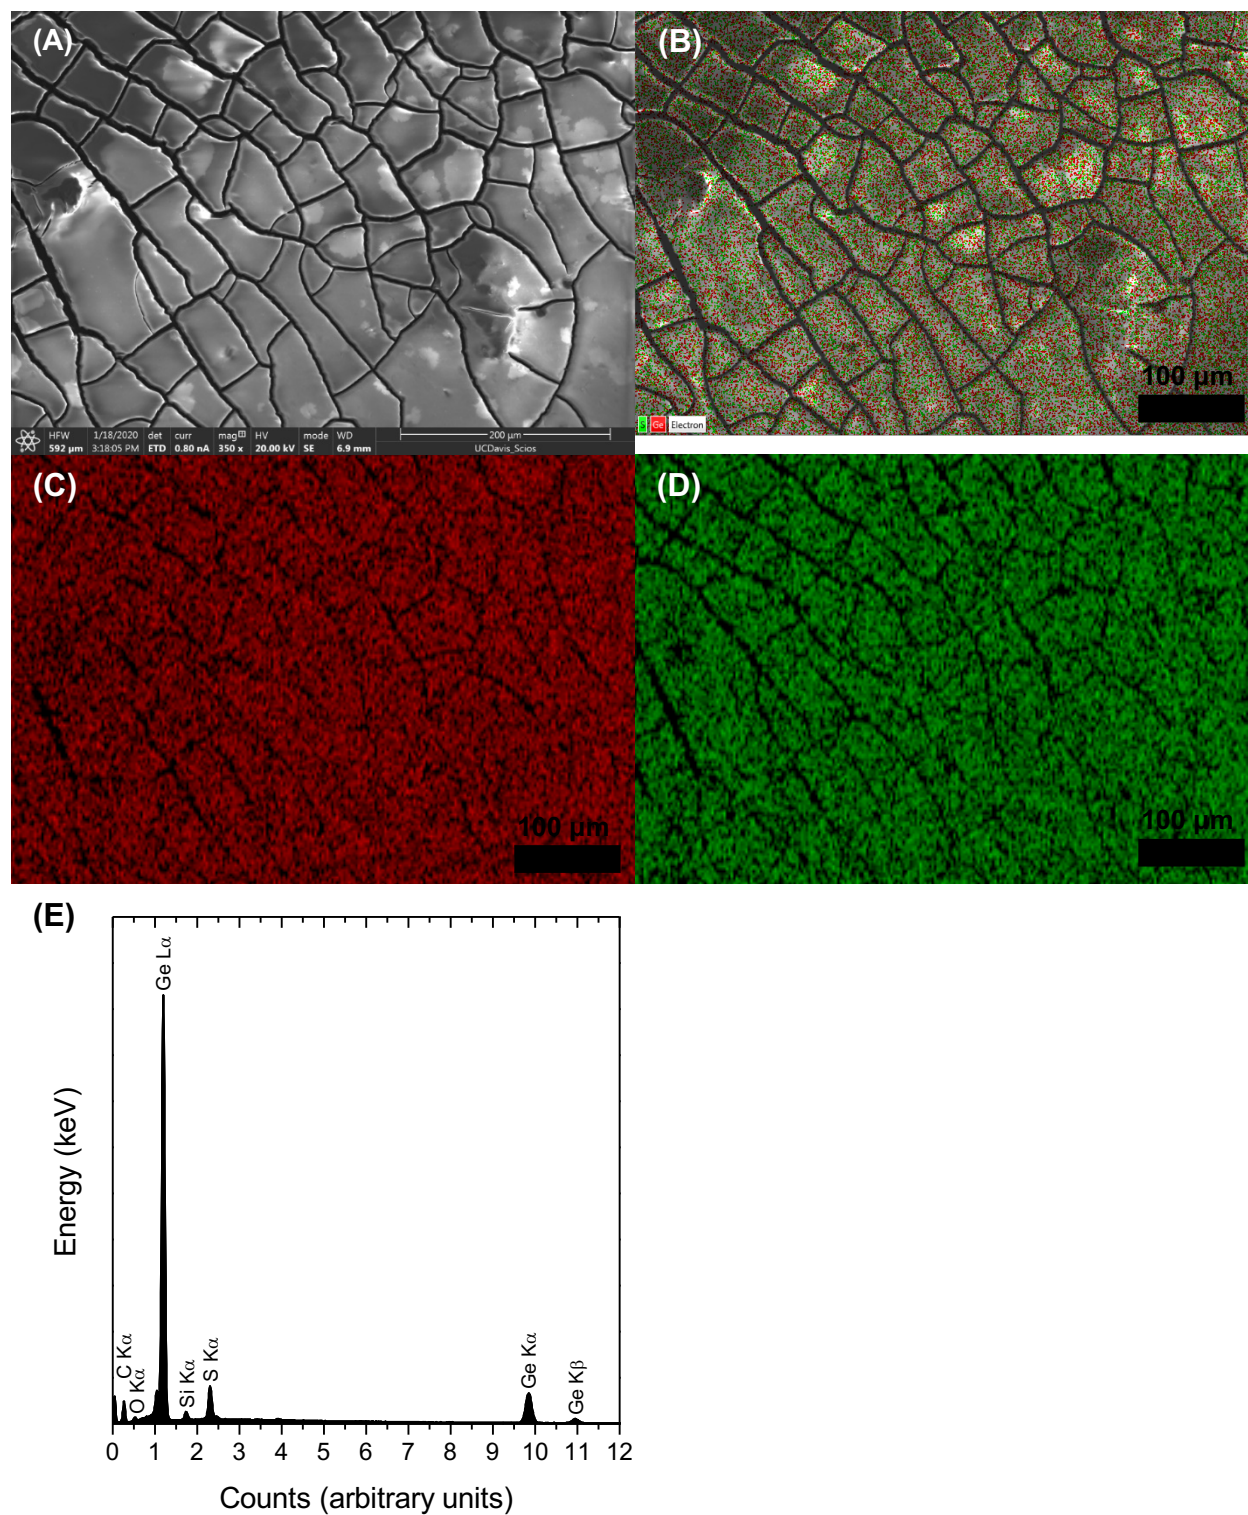 (A)
(B)
HFW 1/18/2020 det curr mag HV mode WD 200 µm
592 µm 3:18:05 PM ETD 0.80 nA 350 x 20.00 kV SE 6.9 mm UCDavis_Scios
100 µm
S Ge Electron
(C)
(D)
100 µm
100 µm
(E)
Ge Lα
C Kα
O Kα
Si Kα
S Kα
Ge Kα
Ge Kβ
Energy (keV)
0 1 2 3 4 5 6 7 8 9 10 11 12
Counts (arbitrary units)